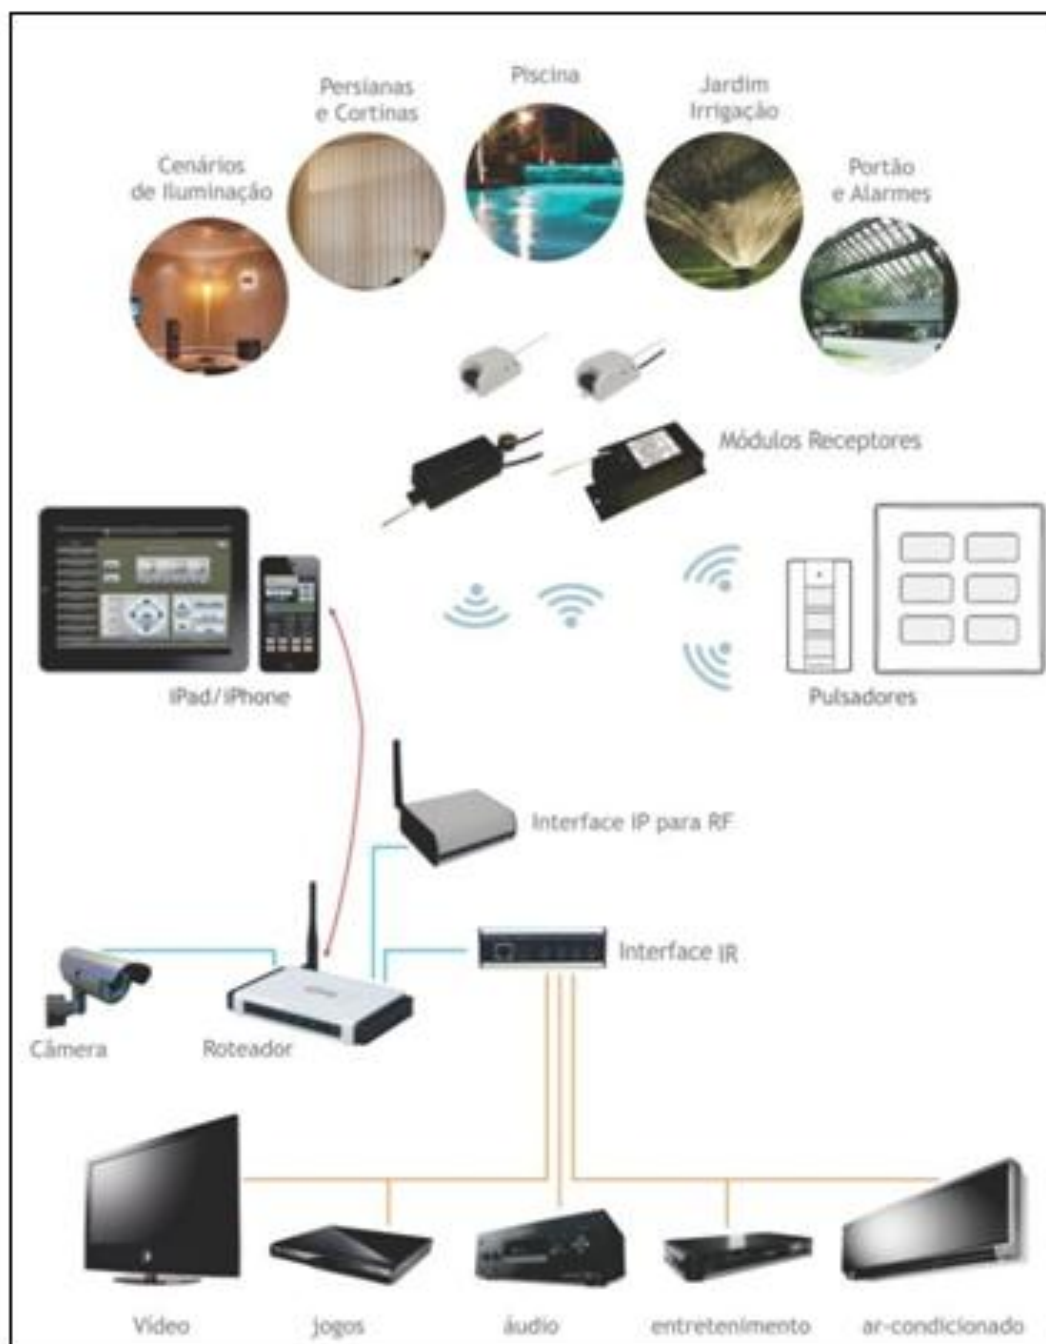 Piscina
Persianas
e Cortinas
Jardim
Irrigação
Cenários
de Iluminação
Portão
e Alarmes
Módulos Receptores
iPad/iPhone
Pulsadores
Interface IP para RF
Interface IR
Câmera
Roteador
Vídeo
jogos
áudio
entretenimento
ar-condicionado